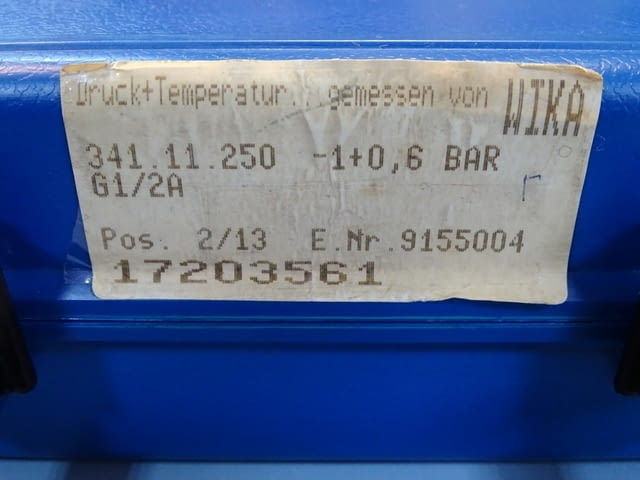 Druck+Temperatur... gemessen von WIKA
341.11.250 -1+0,6 BAR
G1/2A
Pos. 2/13 E.Nr.9155004
17203561